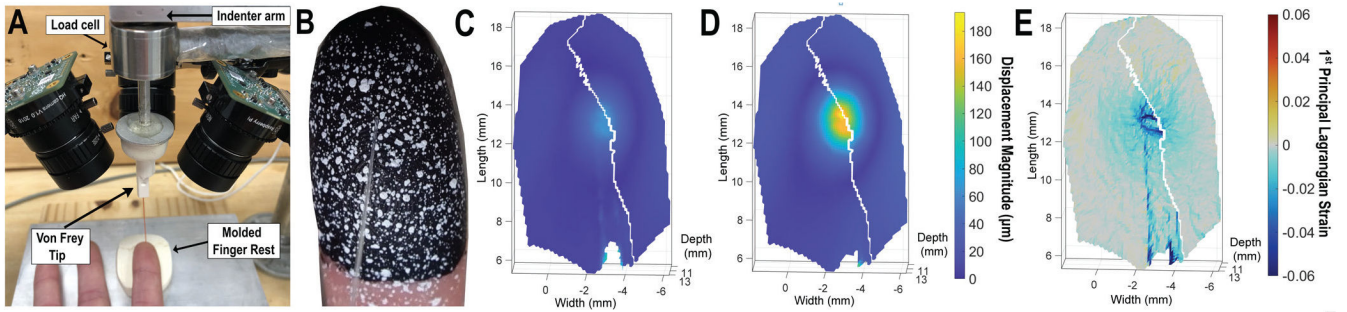 A
Indenter arm
Load cell
HQ camera V1.0 2018
Von Frey
Tip
Molded
Finger Rest
B
C
18
16
14
12
10
8
6
Length (mm)
0
-2
-4
-6
Width (mm)
Depth
(mm)
11
13
D
18
16
14
12
10
8
6
Length (mm)
0
-2
-4
-6
Width (mm)
Depth
(mm)
11
13
180
160
140
120
100
80
60
40
20
0
Displacement Magnitude (µm)
E
18
16
14
12
10
8
6
Length (mm)
0
-2
-4
-6
Width (mm)
Depth
(mm)
11
13
0.06
0.04
0.02
0
-0.02
-0.04
-0.06
1st Principal Lagrangian Strain